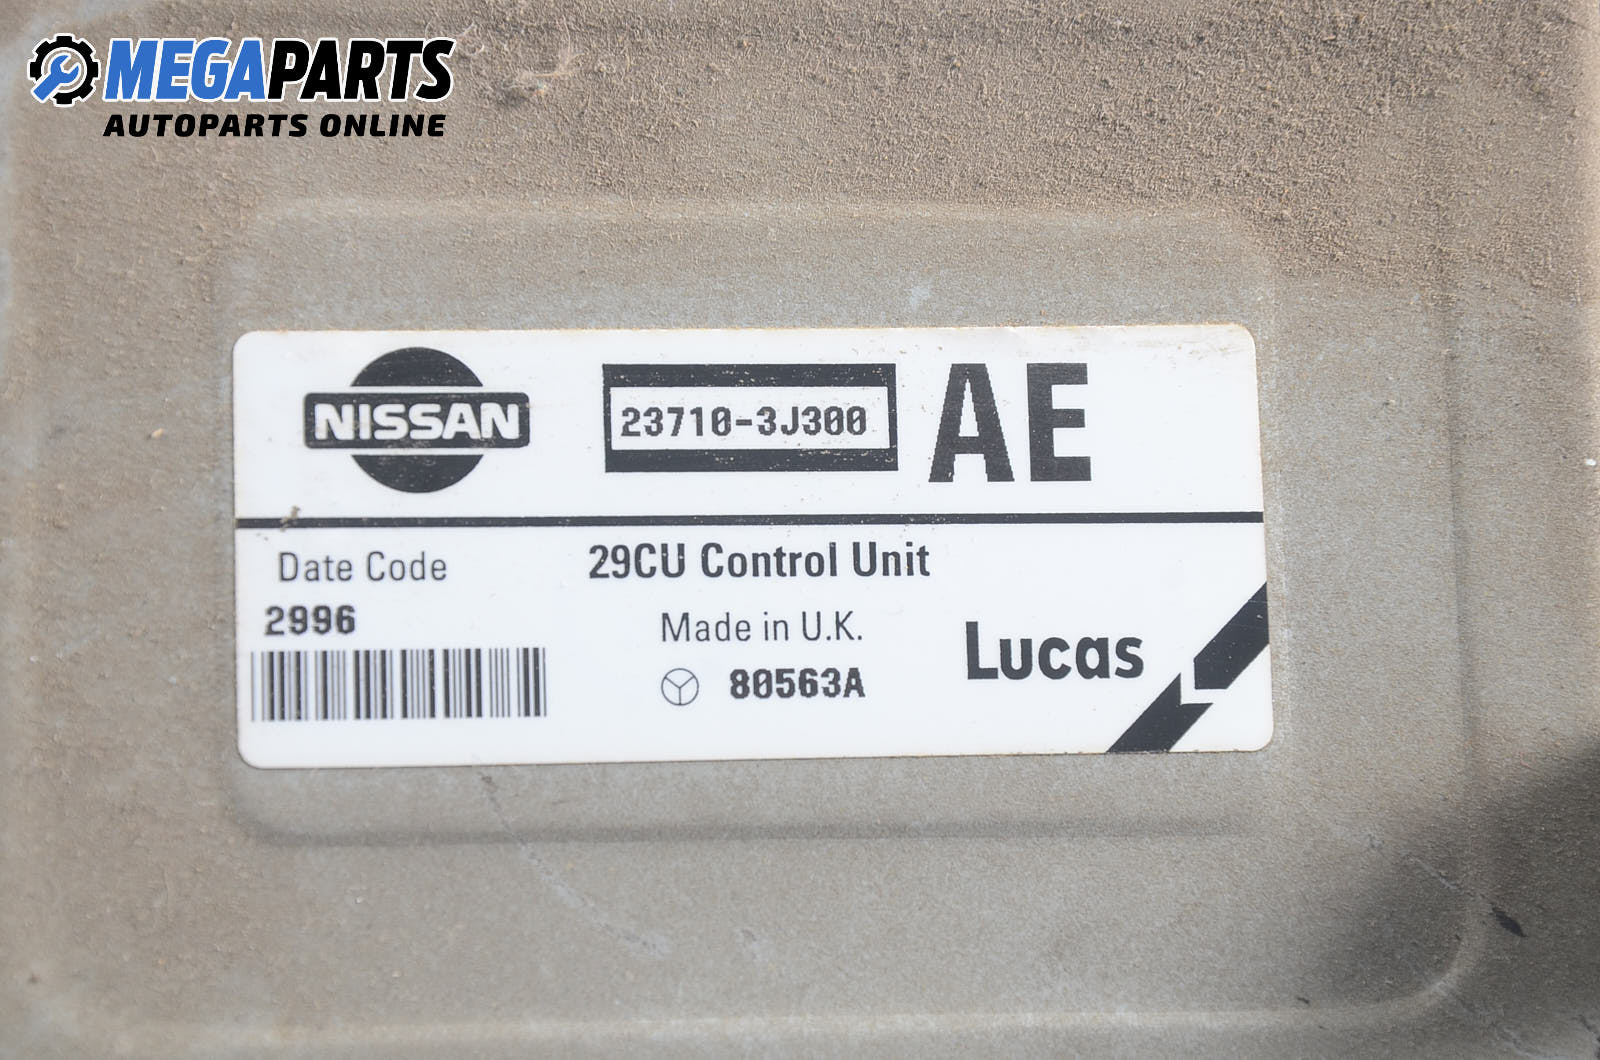 MEGAPARTS
AUTOPARTS ONLINE
NISSAN
23710-3J300
AE
Date Code
2996
29CU Control Unit
Made in U.K.
80563A
Lucas